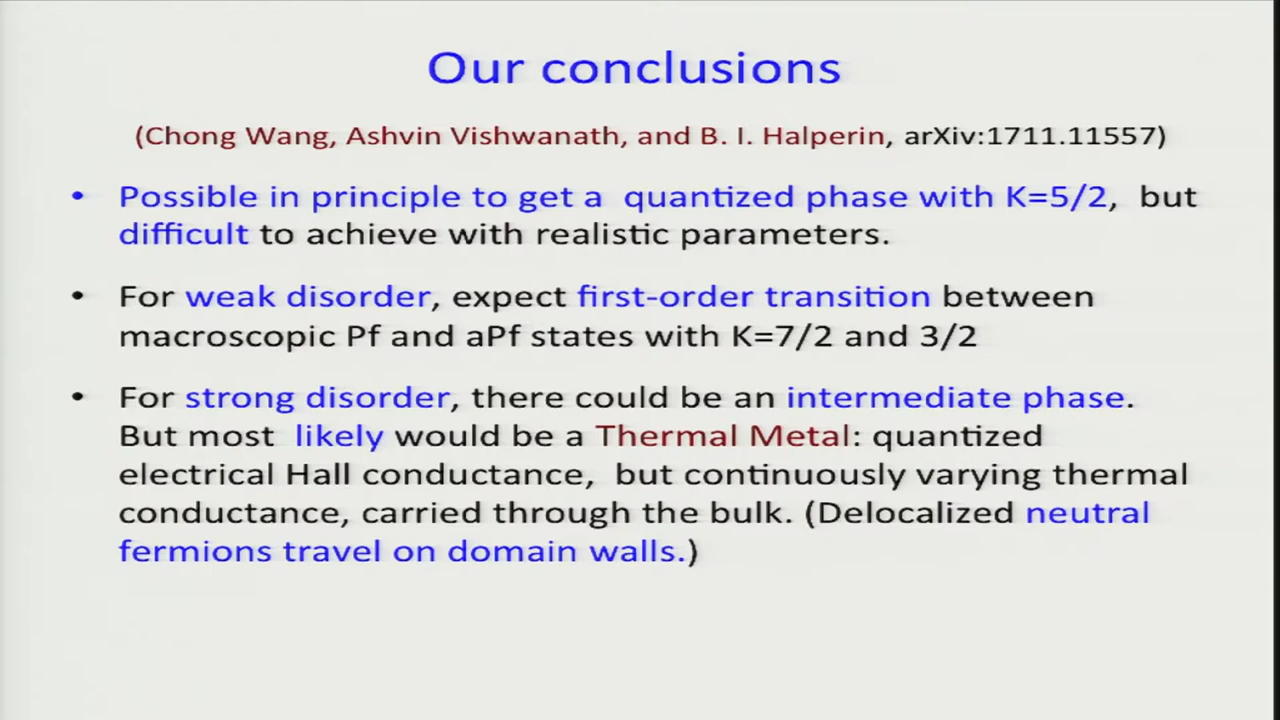 Our conclusions
(Chong Wang, Ashvin Vishwanath, and B. I. Halperin, arXiv:1711.11557)
• Possible in principle to get a quantized phase with K=5/2, but
difficult to achieve with realistic parameters.
• For weak disorder, expect first-order transition between
macroscopic Pf and aPf states with K=7/2 and 3/2
• For strong disorder, there could be an intermediate phase.
But most likely would be a Thermal Metal: quantized
electrical Hall conductance, but continuously varying thermal
conductance, carried through the bulk. (Delocalized neutral
fermions travel on domain walls.)